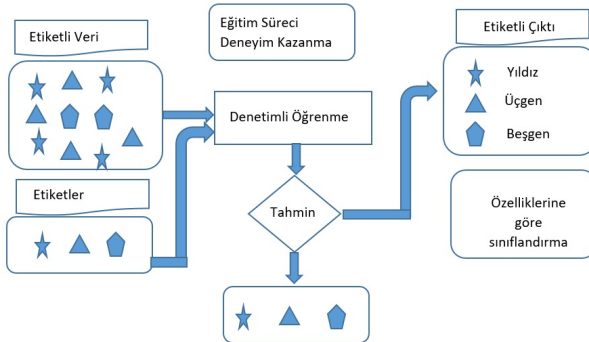 Etiketli Veri
Eğitim Süreci
Deneyim Kazanma
Etiketli Çıktı
Yıldız
Üçgen
Beşgen
Denetimli Öğrenme
Etiketler
Tahmin
Özelliklerine
göre
sınıflandırma